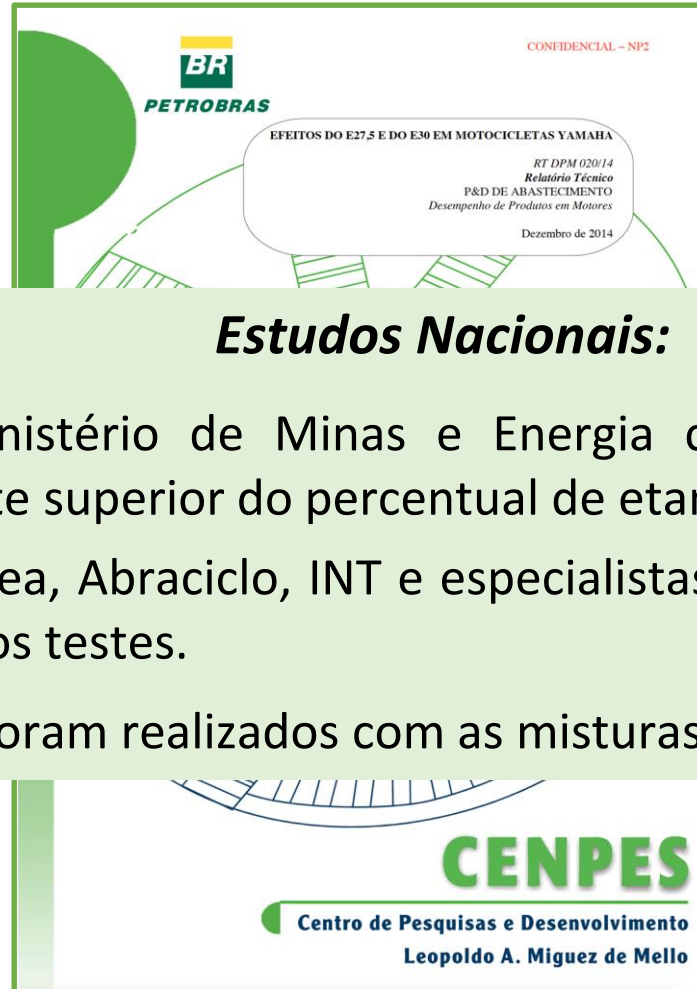 CONFIDENCIAL – NP2
BR
PETROBRAS
EFEITOS DO E27,5 E DO E30 EM MOTOCICLETAS YAMAHA
RT DPM 020/14
Relatório Técnico
P&D DE ABASTECIMENTO
Desempenho de Produtos em Motores
Dezembro de 2014
Estudos Nacionais:
nistério de Minas e Energia
te superior do percentual de etan
ea, Abraciclo, INT e especialistas
os testes.
oram realizados com as misturas
CENPES
Centro de Pesquisas e Desenvolvimento
Leopoldo A. Miguez de Mello